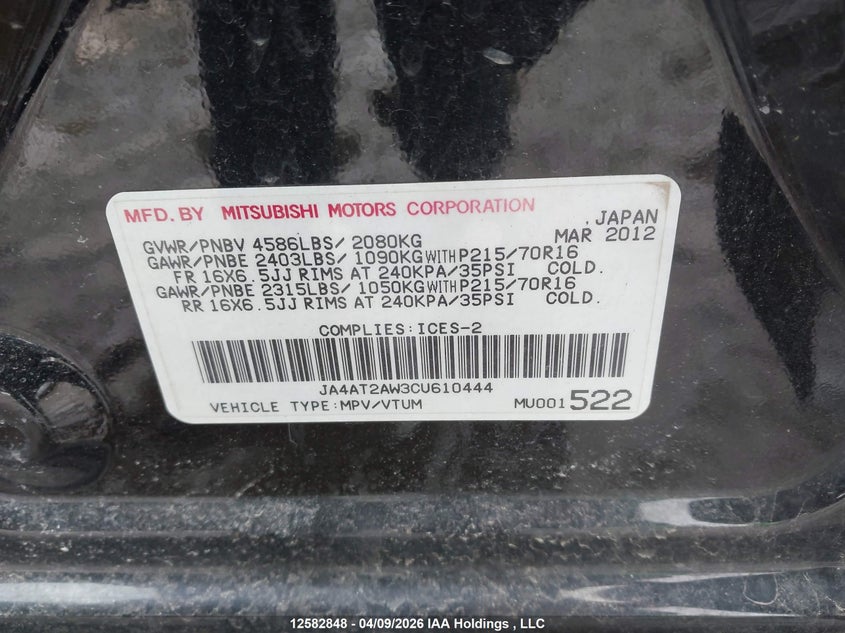 MFD. BY MITSUBISHI MOTORS CORPORATION
, JAPAN
MAR 2012
GVWR/PNBV 4586LBS/ 2080KG
GAWR/PNBE 2403LBS/ 1090KG WITH P215/70R16
FR 16X6.5JJ RIMS AT 240KPA/35PSI COLD.
GAWR/PNBE 2315LBS/ 1050KG WITH P215/70R16
RR 16X6.5JJ RIMS AT 240KPA/35PSI COLD.
COMPLIES:ICES-2
JA4AT2AW3CU610444
VEHICLE TYPE:MPV/VTUM MU001 522
12582848 - 04/09/2026 IAA Holdings , LLC